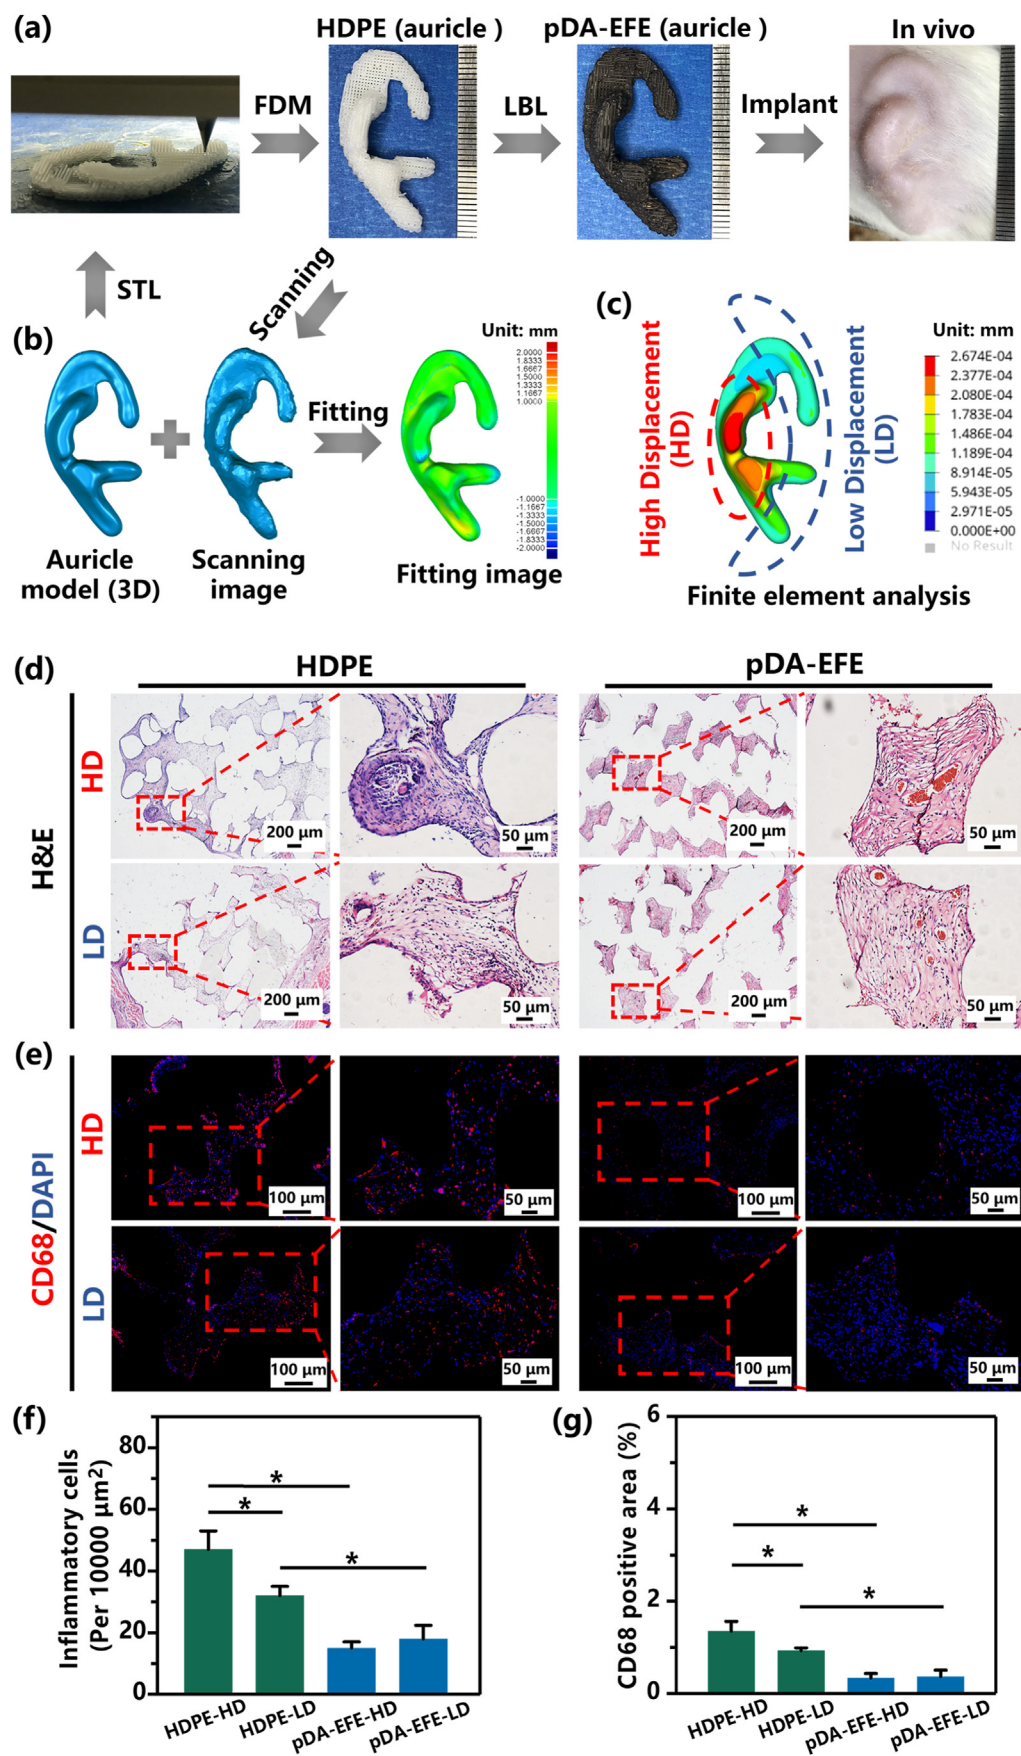 (a)
HDPE (auricle )
pDA-EFE (auricle )
In vivo
FDM
LBL
Implant
STL
Scanning
(b)
Unit: mm
2.0000
1.8333
1.6667
1.5000
1.3333
1.1667
1.0000
-1.0000
-1.1667
-1.3333
-1.5000
-1.6667
-1.8333
-2.0000
Fitting
Auricle
model (3D)
Scanning
image
Fitting image
(c)
High Displacement
(HD)
Low Displacement
(LD)
Unit: mm
2.674E-04
2.377E-04
2.080E-04
1.783E-04
1.486E-04
1.189E-04
8.914E-05
5.943E-05
2.971E-05
0.000E+00
No Result
Finite element analysis
(d)
HDPE
pDA-EFE
H&E
HD
200 μm
50 μm
200 μm
50 μm
LD
200 μm
50 μm
200 μm
50 μm
(e)
CD68/DAPI
HD
100 μm
50 μm
100 μm
50 μm
LD
100 μm
50 μm
100 μm
50 μm
(f)
Inflammatory cells
(Per 10000 μm²)
80
60
40
20
0
*
*
*
HDPE-HD
HDPE-LD
pDA-EFE-HD
pDA-EFE-LD
(g)
CD68 positive area (%)
6
4
2
0
*
*
*
HDPE-HD
HDPE-LD
pDA-EFE-HD
pDA-EFE-LD